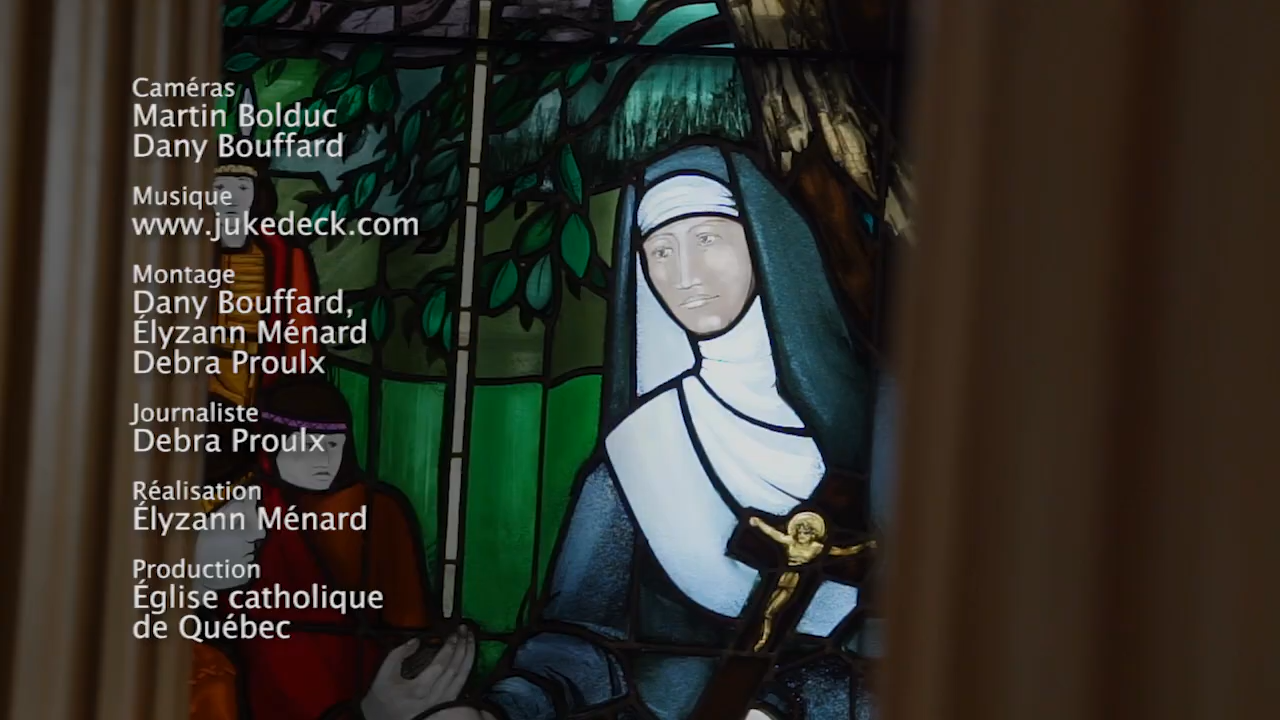 Caméras
Martin Bolduc
Dany Bouffard
Musique
www.jukedeck.com
Montage
Dany Bouffard,
Élyzann Ménard
Debra Proulx
Journaliste
Debra Proulx
Réalisation
Élyzann Ménard
Production
Église catholique
de Québec